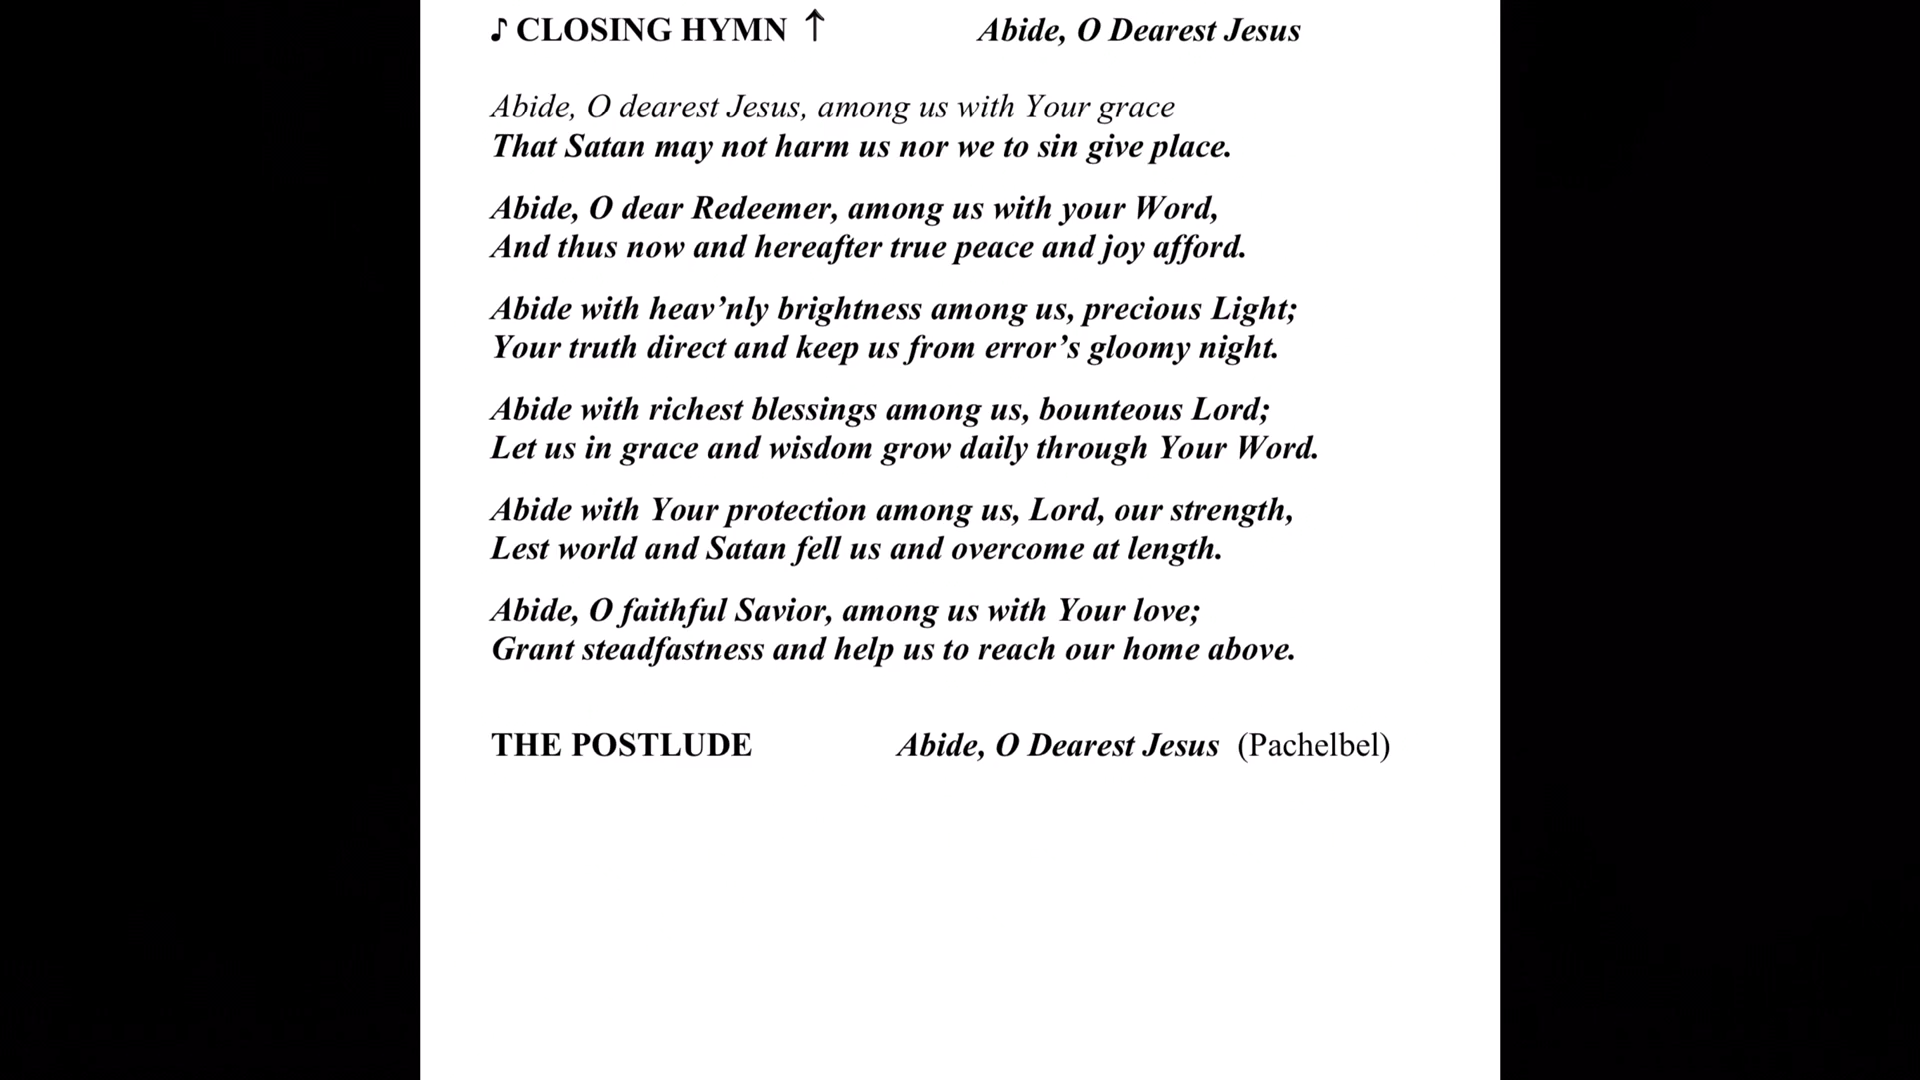 ♪ CLOSING HYMN ↑ Abide, O Dearest Jesus
Abide, O dearest Jesus, among us with Your grace
That Satan may not harm us nor we to sin give place.
Abide, O dear Redeemer, among us with your Word,
And thus now and hereafter true peace and joy afford.
Abide with heav’nly brightness among us, precious Light;
Your truth direct and keep us from error’s gloomy night.
Abide with richest blessings among us, bounteous Lord;
Let us in grace and wisdom grow daily through Your Word.
Abide with Your protection among us, Lord, our strength,
Lest world and Satan fell us and overcome at length.
Abide, O faithful Savior, among us with Your love;
Grant steadfastness and help us to reach our home above.
THE POSTLUDE Abide, O Dearest Jesus (Pachelbel)